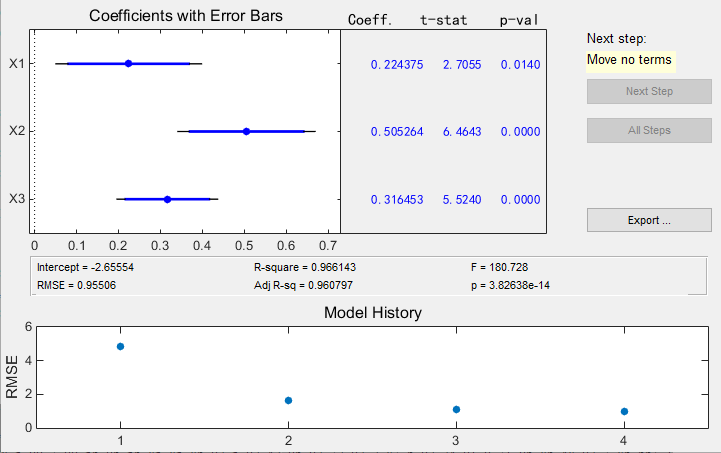 Coefficients with Error Bars
Coeff. t-stat p-val
X1 0.224375 2.7055 0.0140
X2 0.505264 6.4643 0.0000
X3 0.316453 5.5240 0.0000
0 0.1 0.2 0.3 0.4 0.5 0.6 0.7
Next step:
Move no terms
Next Step
All Steps
Export ...
Intercept = -2.65554 R-square = 0.966143 F = 180.728
RMSE = 0.95506 Adj R-sq = 0.960797 p = 3.82638e-14
Model History
RMSE
6
4
2
0
1 2 3 4